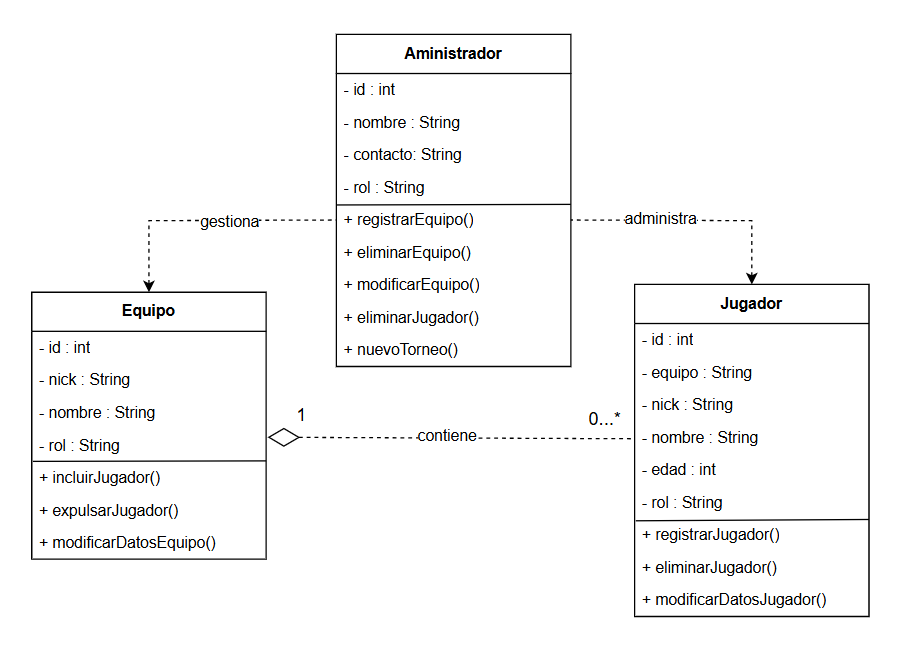 Aministrador
- id : int
- nombre : String
- contacto: String
- rol : String
+ registrarEquipo()
+ eliminarEquipo()
+ modificarEquipo()
+ eliminarJugador()
+ nuevoTorneo()
gestiona
administra
Equipo
- id : int
- nick : String
- nombre : String
- rol : String
+ incluirJugador()
+ expulsarJugador()
+ modificarDatosEquipo()
1
contiene
0...*
Jugador
- id : int
- equipo : String
- nick : String
- nombre : String
- edad : int
- rol : String
+ registrarJugador()
+ eliminarJugador()
+ modificarDatosJugador()